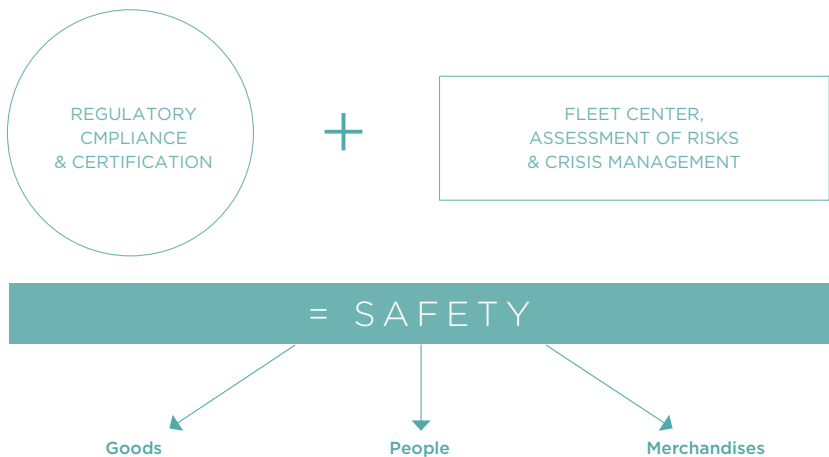 REGULATORY
CMPLIANCE
& CERTIFICATION
+
FLEET CENTER,
ASSESSMENT OF RISKS
& CRISIS MANAGEMENT
= SAFETY
Goods
People
Merchandises